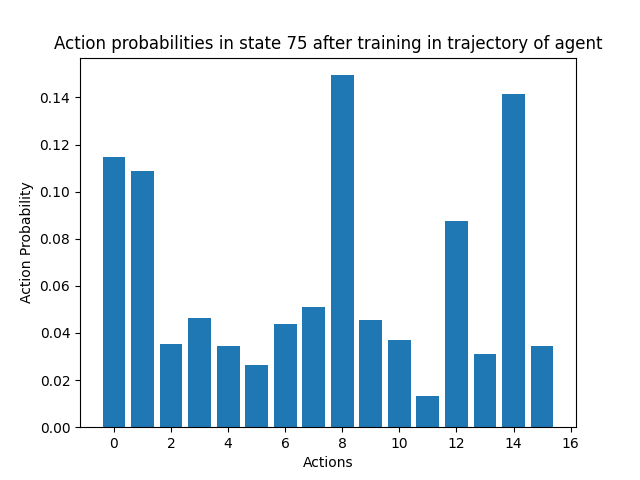 Action probabilities in state 75 after training in trajectory of agent
0.14
0.12
0.10
0.08
0.06
0.04
0.02
0.00
Action Probability
0 2 4 6 8 10 12 14 16
Actions